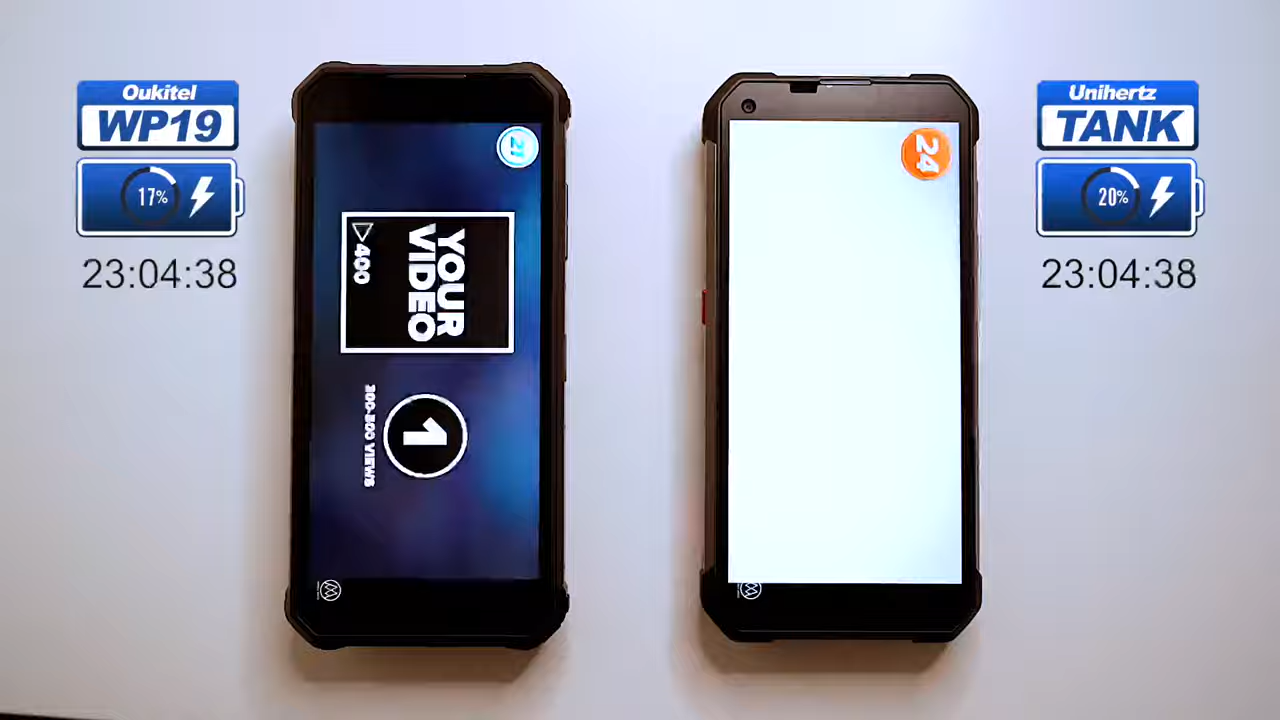 Oukitel
WP19
17%
23:04:38
27
YOUR
VIDEO
400
1
300-500 VIEWS
24
Unihertz
TANK
20%
23:04:38